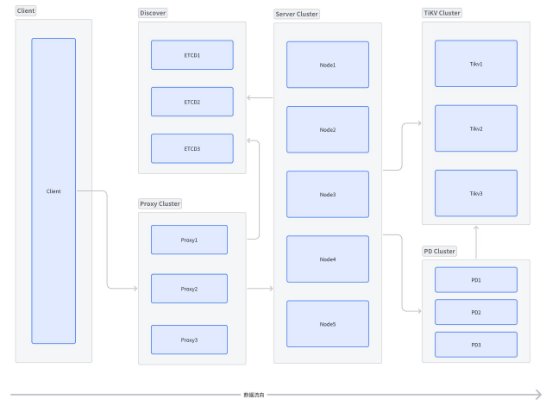 Client
Client
Discover
ETCD1
ETCD2
ETCD3
Proxy Cluster
Proxy1
Proxy2
Proxy3
Server Cluster
Node1
Node2
Node3
Node4
Node5
TiKV Cluster
Tikv1
Tikv2
Tikv3
PD Cluster
PD1
PD2
PD3
数据流向